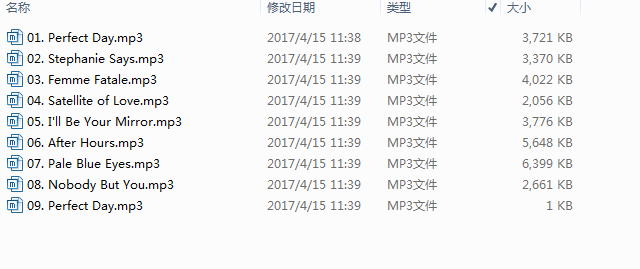 名称 修改日期 类型 大小
01. Perfect Day.mp3 2017/4/15 11:38 MP3文件 3,721 KB
02. Stephanie Says.mp3 2017/4/15 11:39 MP3文件 3,370 KB
03. Femme Fatale.mp3 2017/4/15 11:39 MP3文件 4,022 KB
04. Satellite of Love.mp3 2017/4/15 11:39 MP3文件 2,056 KB
05. I'll Be Your Mirror.mp3 2017/4/15 11:39 MP3文件 3,776 KB
06. After Hours.mp3 2017/4/15 11:39 MP3文件 5,648 KB
07. Pale Blue Eyes.mp3 2017/4/15 11:39 MP3文件 6,399 KB
08. Nobody But You.mp3 2017/4/15 11:39 MP3文件 2,661 KB
09. Perfect Day.mp3 2017/4/15 11:39 MP3文件 1 KB